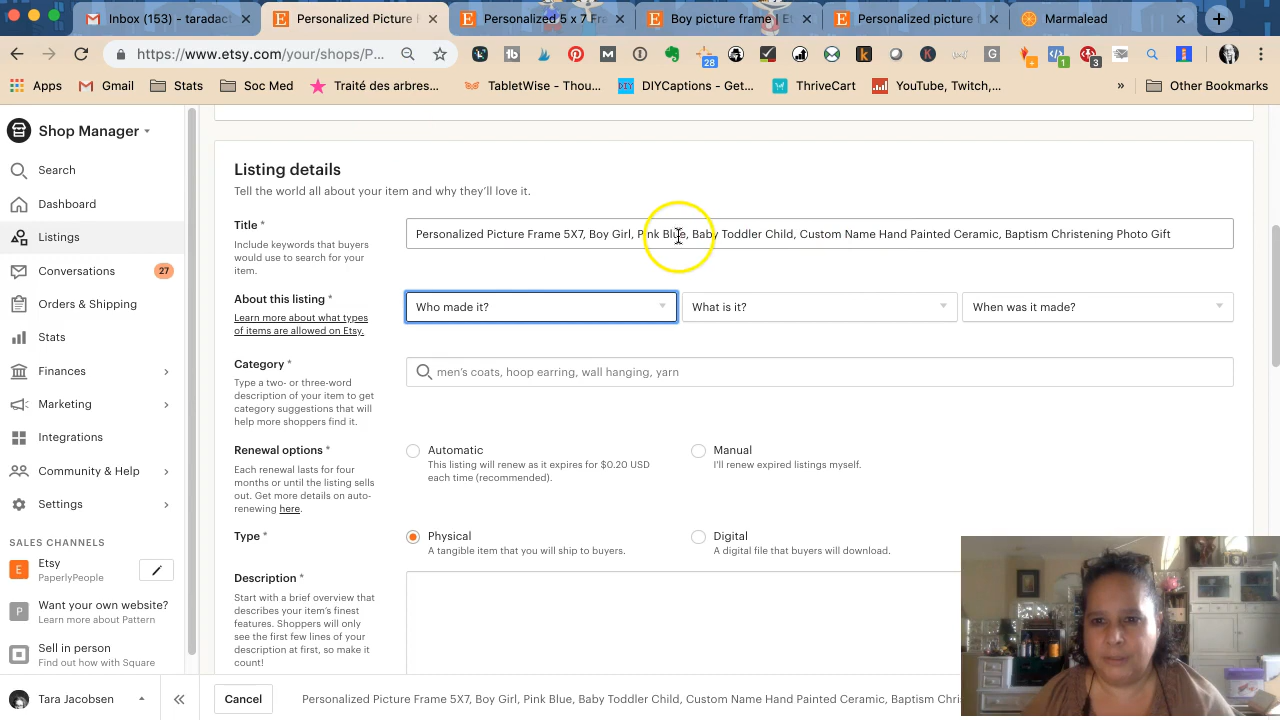 Inbox (153) – taradact
Personalized Picture F
Personalized 5 x 7 Fra
Boy picture frame | Et
Personalized picture f
Marmalead
https://www.etsy.com/your/shops/P...
28
1
3
Apps
Gmail
Stats
Soc Med
Traité des arbres...
TabletWise - Thou...
DIYCaptions - Get...
ThriveCart
YouTube, Twitch,...
»
Other Bookmarks
Shop Manager
Search
Dashboard
Listings
Conversations
27
Orders & Shipping
Stats
Finances
Marketing
Integrations
Community & Help
Settings
SALES CHANNELS
E
Etsy
PaperlyPeople
P
Want your own website?
Learn more about Pattern
Sell in person
Find out how with Square
Tara Jacobsen
Listing details
Tell the world all about your item and why they'll love it.
Title *
Include keywords that buyers
would use to search for your
item.
Personalized Picture Frame 5X7, Boy Girl, Pink Blue, Baby Toddler Child, Custom Name Hand Painted Ceramic, Baptism Christening Photo Gift
About this listing *
Learn more about what types
of items are allowed on Etsy.
Who made it?
What is it?
When was it made?
Category *
Type a two- or three-word
description of your item to get
category suggestions that will
help more shoppers find it.
men's coats, hoop earring, wall hanging, yarn
Renewal options *
Each renewal lasts for four
months or until the listing sells
out. Get more details on auto-
renewing here.
Automatic
This listing will renew as it expires for $0.20 USD
each time (recommended).
Manual
I'll renew expired listings myself.
Type *
Physical
A tangible item that you will ship to buyers.
Digital
A digital file that buyers will download.
Description *
Start with a brief overview that
describes your item's finest
features. Shoppers will only
see the first few lines of your
description at first, so make it
count!
Cancel
Personalized Picture Frame 5X7, Boy Girl, Pink Blue, Baby Toddler Child, Custom Name Hand Painted Ceramic, Baptism Chris